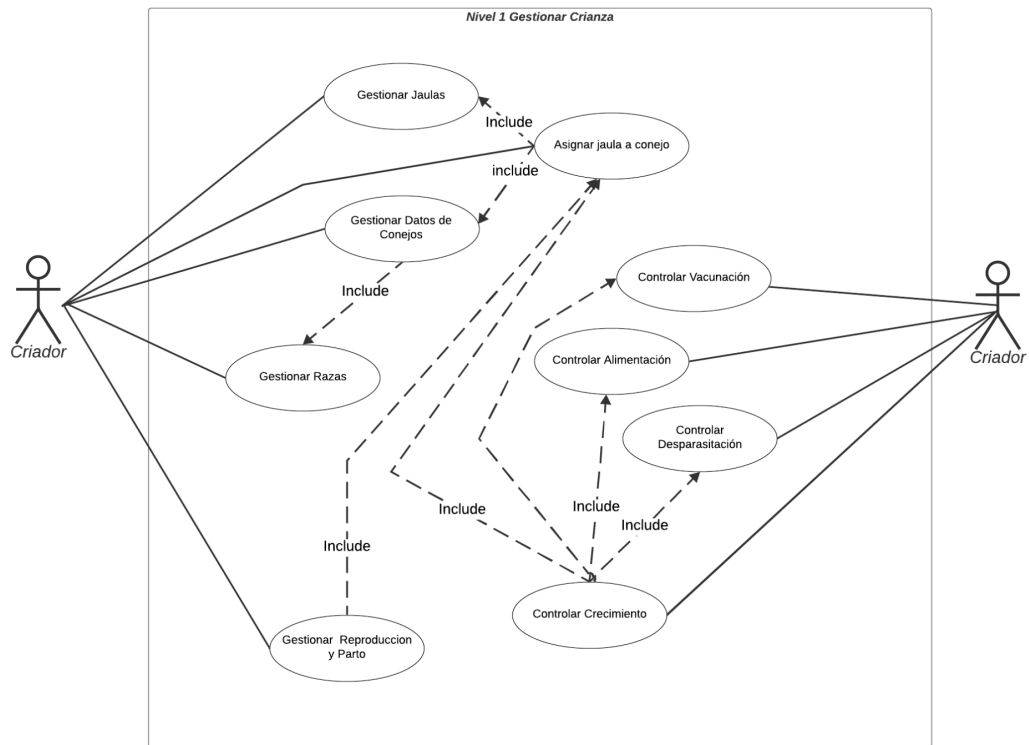 Nivel 1 Gestionar Crianza
Gestionar Jaulas
Include
Asignar jaula a conejo
include
Gestionar Datos de
Conejos
Controlar Vacunación
Include
Criador
Criador
Controlar Alimentación
Gestionar Razas
Controlar
Desparasitación
Include
Include
Include
Include
Controlar Crecimiento
Gestionar  Reproduccion
y Parto